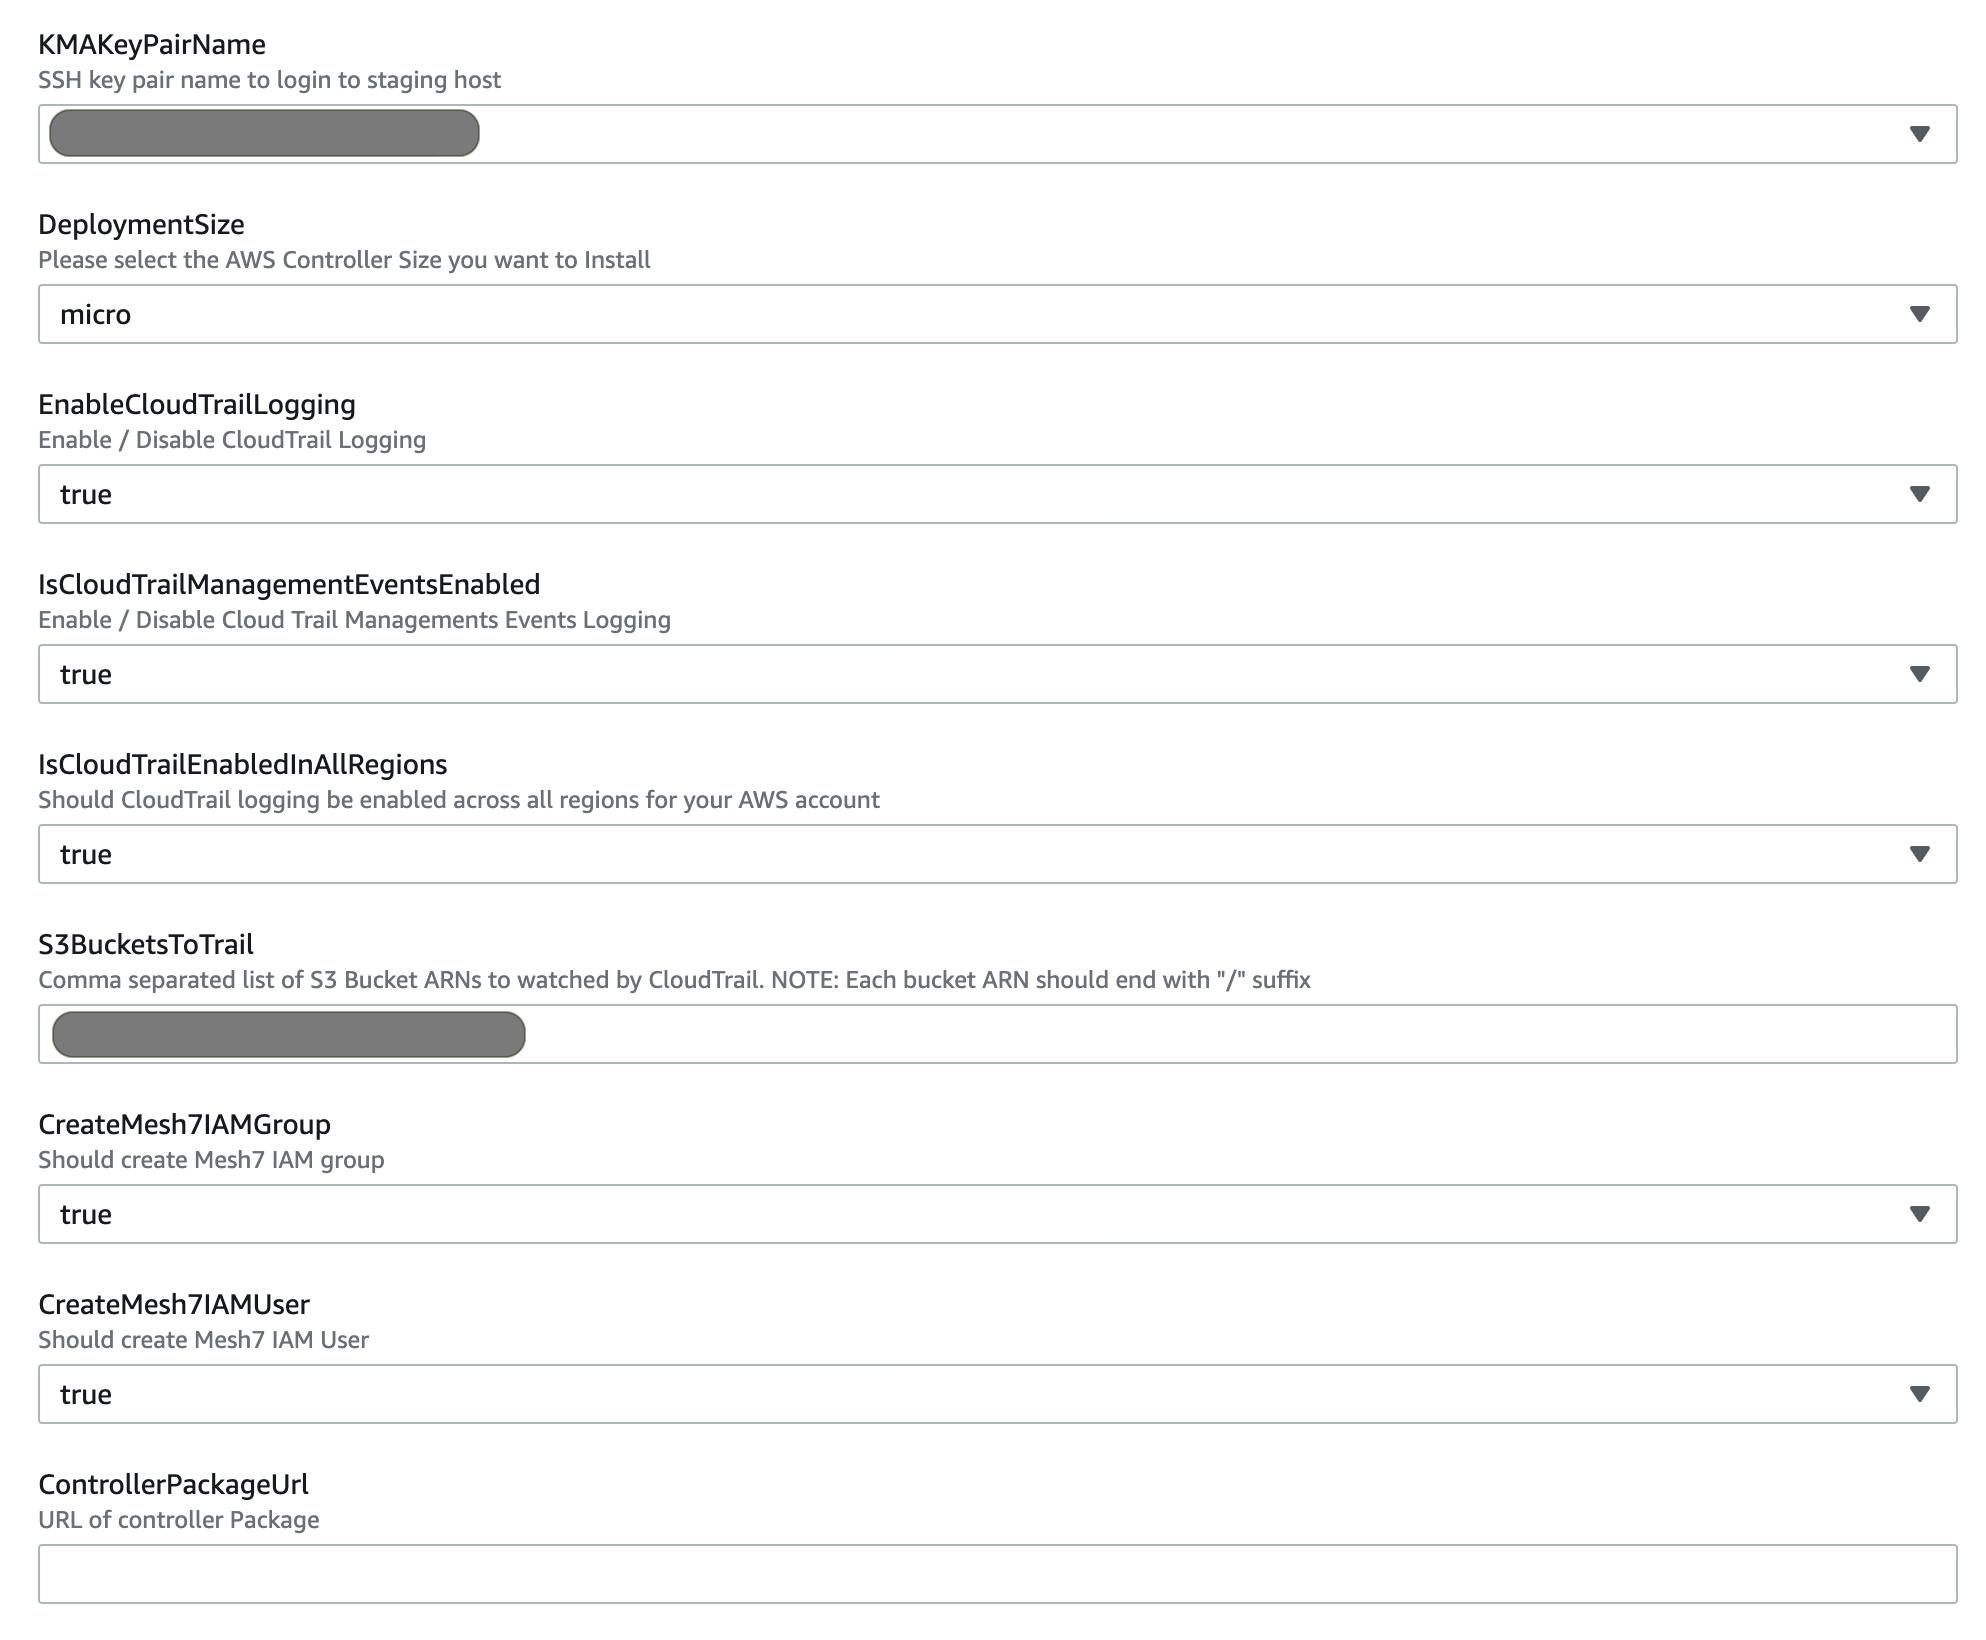 KMAKeyPairName
SSH key pair name to login to staging host
DeploymentSize
Please select the AWS Controller Size you want to Install
micro
EnableCloudTrailLogging
Enable / Disable CloudTrail Logging
true
IsCloudTrailManagementEventsEnabled
Enable / Disable Cloud Trail Managements Events Logging
true
IsCloudTrailEnabledInAllRegions
Should CloudTrail logging be enabled across all regions for your AWS account
true
S3BucketsToTrail
Comma separated list of S3 Bucket ARNs to watched by CloudTrail. NOTE: Each bucket ARN should end with "/" suffix
CreateMesh7IAMGroup
Should create Mesh7 IAM group
true
CreateMesh7IAMUser
Should create Mesh7 IAM User
true
ControllerPackageUrl
URL of controller Package